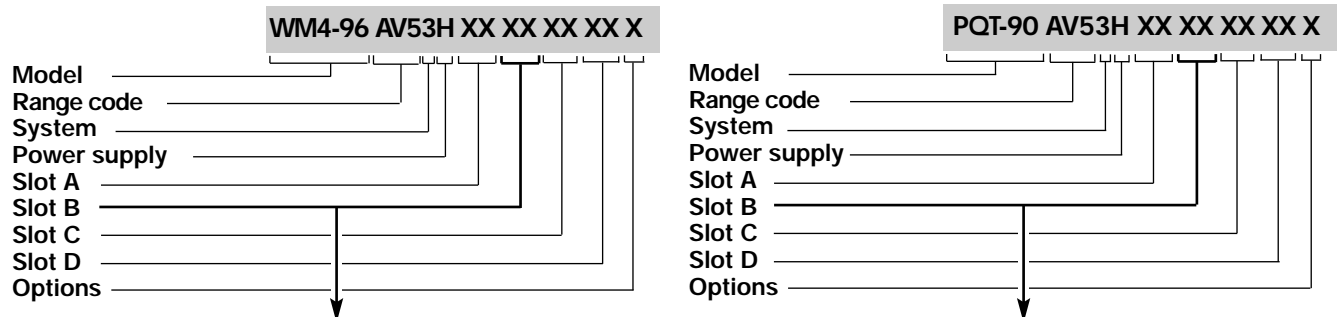 WM4-96 AV53H XX XX XX XX X
Model
Range code
System
Power supply
Slot A
Slot B
Slot C
Slot D
Options
PQT-90 AV53H XX XX XX XX X
Model
Range code
System
Power supply
Slot A
Slot B
Slot C
Slot D
Options